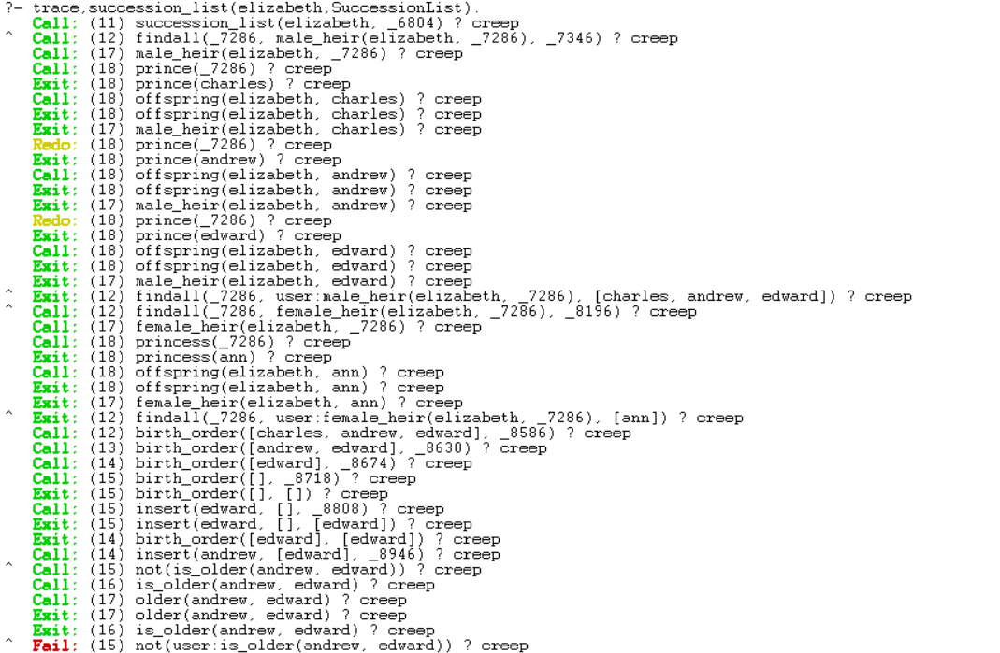 ?- trace,succession_list(elizabeth,SuccessionList).
Call: (11) succession_list(elizabeth, _6804) ? creep
^ Call: (12) findall(_7286, male_heir(elizabeth, _7286), _7346) ? creep
Call: (17) male_heir(elizabeth, _7286) ? creep
Call: (18) prince(_7286) ? creep
Exit: (18) prince(charles) ? creep
Call: (18) offspring(elizabeth, charles) ? creep
Exit: (18) offspring(elizabeth, charles) ? creep
Exit: (17) male_heir(elizabeth, charles) ? creep
Redo: (18) prince(_7286) ? creep
Exit: (18) prince(andrew) ? creep
Call: (18) offspring(elizabeth, andrew) ? creep
Exit: (18) offspring(elizabeth, andrew) ? creep
Exit: (17) male_heir(elizabeth, andrew) ? creep
Redo: (18) prince(_7286) ? creep
Exit: (18) prince(edward) ? creep
Call: (18) offspring(elizabeth, edward) ? creep
Exit: (18) offspring(elizabeth, edward) ? creep
Exit: (17) male_heir(elizabeth, edward) ? creep
^ Exit: (12) findall(_7286, user:male_heir(elizabeth, _7286), [charles, andrew, edward]) ? creep
^ Call: (12) findall(_7286, female_heir(elizabeth, _7286), _8196) ? creep
Call: (17) female_heir(elizabeth, _7286) ? creep
Call: (18) princess(_7286) ? creep
Exit: (18) princess(ann) ? creep
Call: (18) offspring(elizabeth, ann) ? creep
Exit: (18) offspring(elizabeth, ann) ? creep
Exit: (17) female_heir(elizabeth, ann) ? creep
^ Exit: (12) findall(_7286, user:female_heir(elizabeth, _7286), [ann]) ? creep
Call: (12) birth_order([charles, andrew, edward], _8586) ? creep
Call: (13) birth_order([andrew, edward], _8630) ? creep
Call: (14) birth_order([edward], _8674) ? creep
Call: (15) birth_order([], _8718) ? creep
Exit: (15) birth_order([], []) ? creep
Call: (15) insert(edward, [], _8808) ? creep
Exit: (15) insert(edward, [], [edward]) ? creep
Exit: (14) birth_order([edward], [edward]) ? creep
Call: (14) insert(andrew, [edward], _8946) ? creep
^ Call: (15) not(is_older(andrew, edward)) ? creep
Call: (16) is_older(andrew, edward) ? creep
Call: (17) older(andrew, edward) ? creep
Exit: (17) older(andrew, edward) ? creep
Exit: (16) is_older(andrew, edward) ? creep
^ Fail: (15) not(user:is_older(andrew, edward)) ? creep